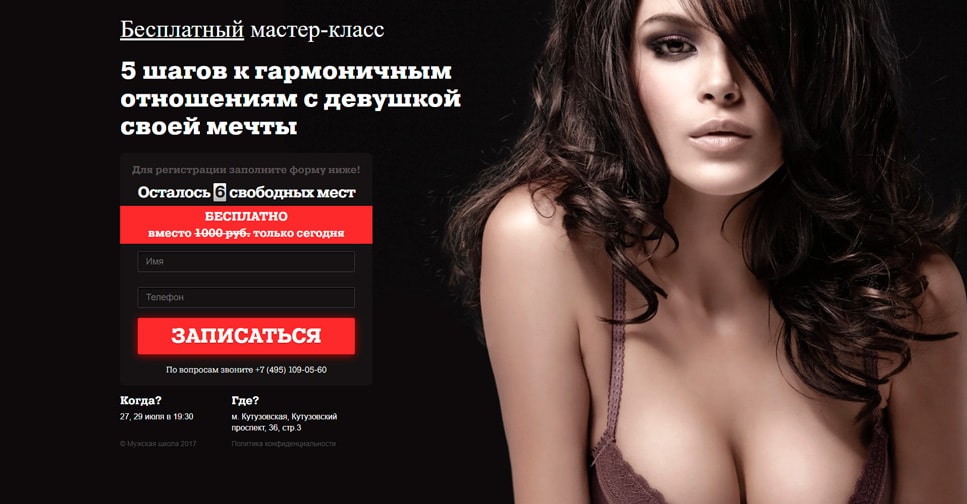 Бесплатный мастер-класс
5 шагов к гармоничным
отношениям с девушкой
своей мечты
Для регистрации заполните форму ниже!
Осталось 6 свободных мест
БЕСПЛАТНО
вместо 1000 руб. только сегодня
Имя
Телефон
ЗАПИСАТЬСЯ
По вопросам звоните +7 (495) 109-05-60
Когда?
27, 29 июля в 19:30
Где?
м. Кутузовская, Кутузовский
проспект, 36, стр.3
© Мужская школа 2017
Политика конфиденциальности